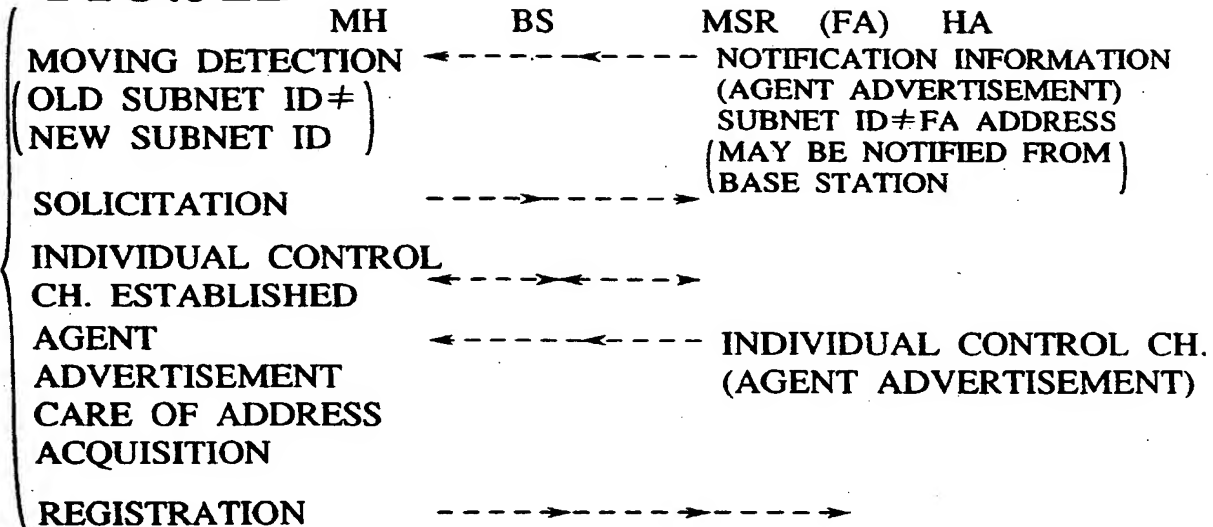 MH BS MSR (FA) HA
MOVING DETECTION NOTIFICATION INFORMATION
(OLD SUBNET ID≠ (AGENT ADVERTISEMENT)
NEW SUBNET ID) SUBNET ID≠FA ADDRESS
(MAY BE NOTIFIED FROM
BASE STATION)
SOLICITATION
INDIVIDUAL CONTROL
CH. ESTABLISHED
AGENT INDIVIDUAL CONTROL CH.
ADVERTISEMENT (AGENT ADVERTISEMENT)
CARE OF ADDRESS
ACQUISITION
REGISTRATION